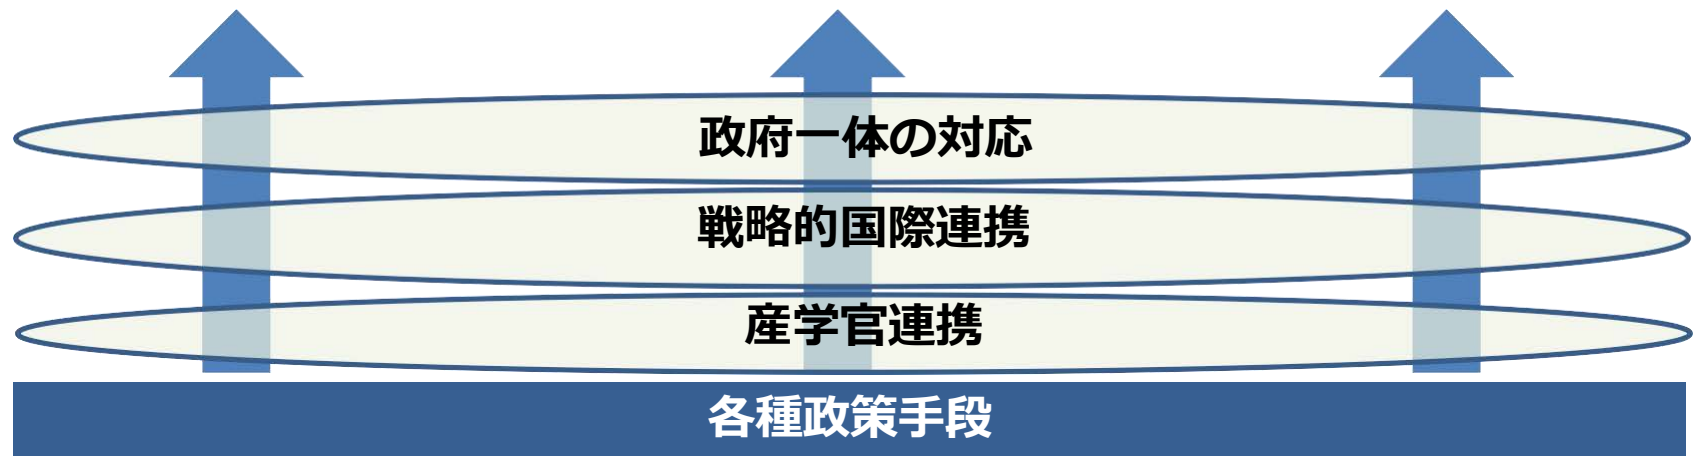 政府一体の対応
戦略的国際連携
産学官連携
各種政策手段